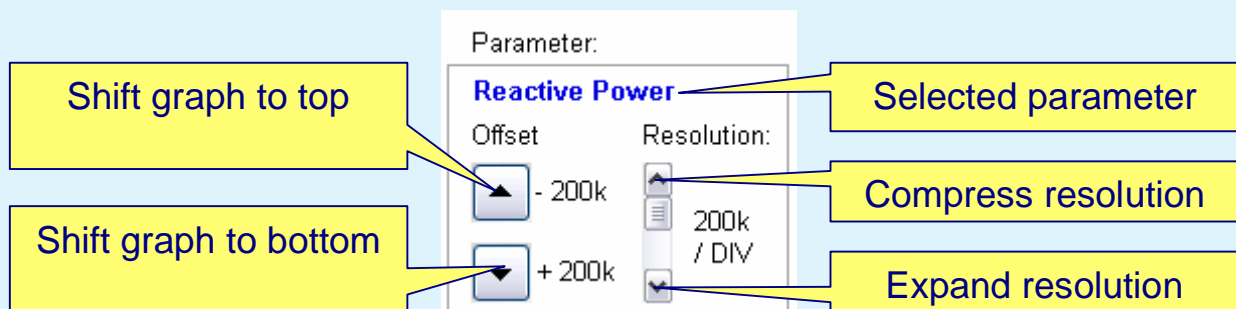 Parameter:
Shift graph to top
Reactive Power
Selected parameter
Offset
Resolution:
- 200k
Compress resolution
200k
/ DIV
Shift graph to bottom
+ 200k
Expand resolution